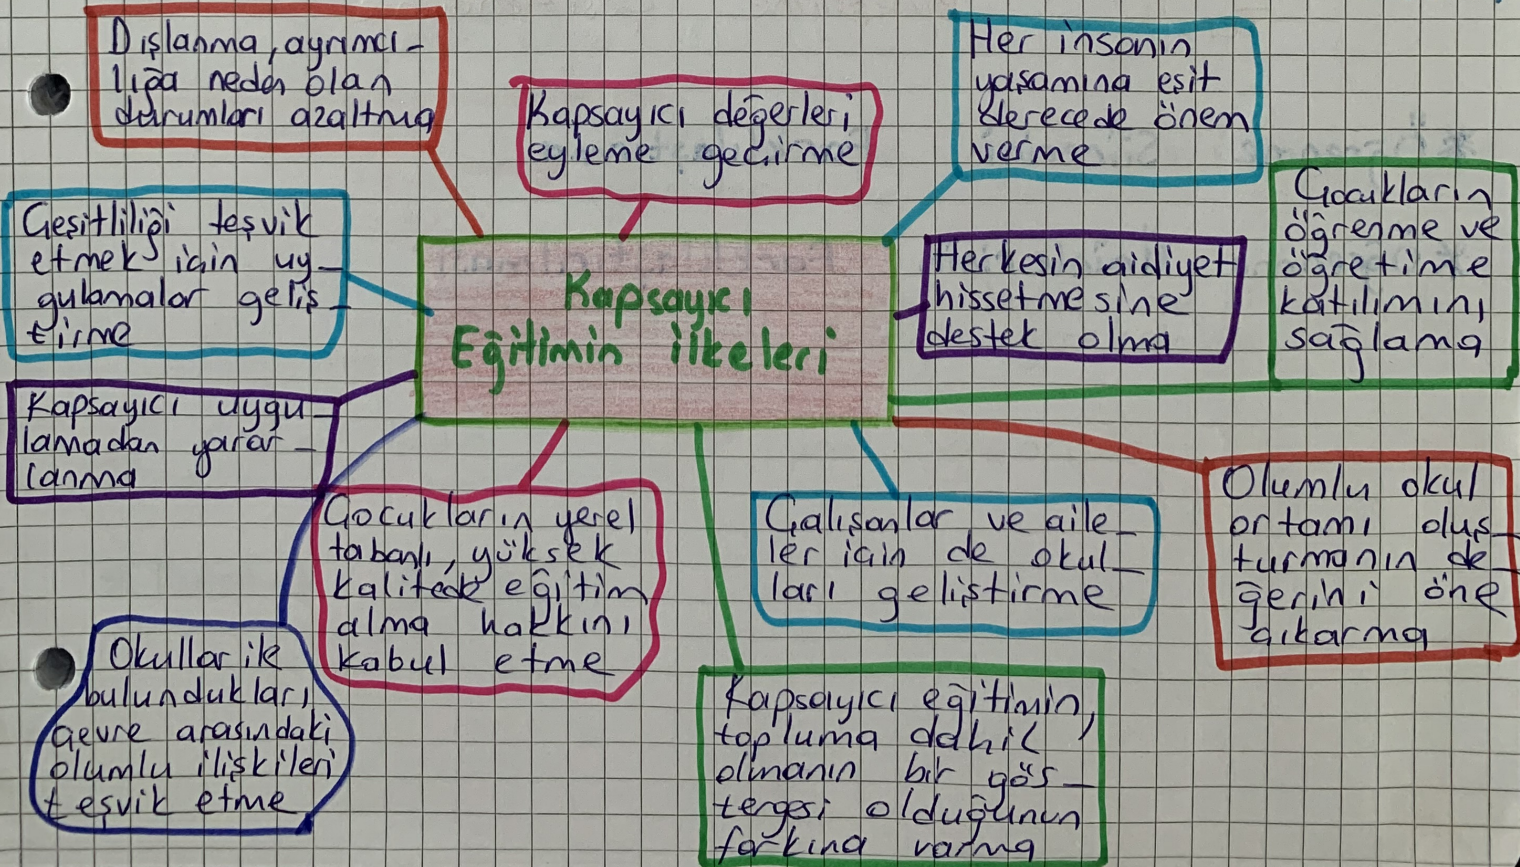 Dışlanma, ayrımcı-
lığa neden olan
durumları azaltma
Kapsayıcı değerleri
eyleme geçirme
Her insanın
yaşamına eşit
derecede önem
verme
Çeşitliliği teşvik
etmek için uy-
gulamalar geliş-
tirme
Kapsayıcı
Eğitimin ilkeleri
Herkesin aidiyet
hissetmesine
destek olma
Çocukların
öğrenme ve
öğretime
katılımını
sağlama
Kapsayıcı uygu-
lamadan yarar-
lanma
Çocukların yerel
tabanlı, yüksek
kalitede eğitim
alma hakkını
kabul etme
Çalışanlar ve aile-
ler için de okul-
ları geliştirme
Olumlu okul
ortamı oluş-
turmanın de-
ğerini öne
çıkarma
Okullar ile
bulundukları
çevre arasındaki
olumlu ilişkileri
teşvik etme
Kapsayıcı eğitimin,
topluma dahil
olmanın bir gös-
tergesi olduğunun
farkına varma